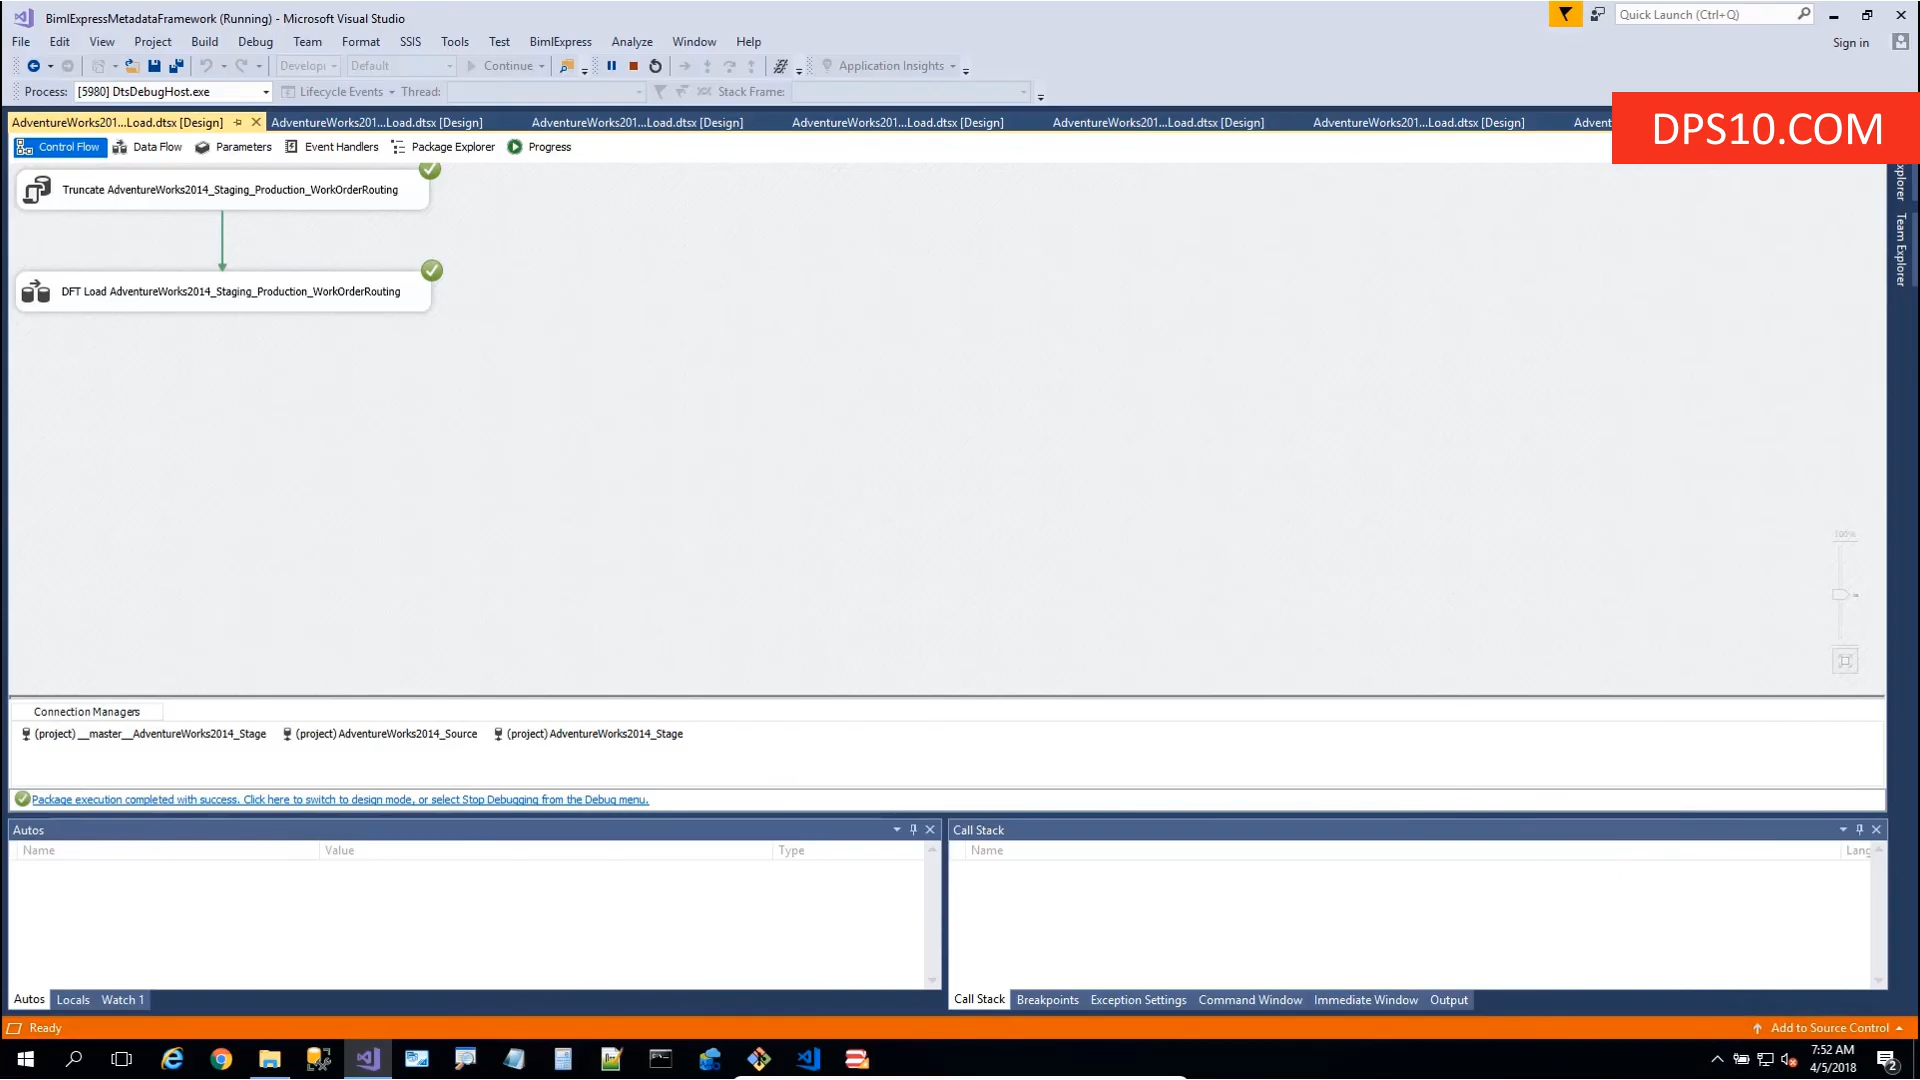 BimlExpressMetadataFramework (Running) - Microsoft Visual Studio
Quick Launch (Ctrl+Q)
File Edit View Project Build Debug Team Format SSIS Tools Test BimlExpress Analyze Window Help
Sign in
Developi Default Continue Application Insights
Process: [5980] DtsDebugHost.exe Lifecycle Events Thread: Stack Frame:
AdventureWorks201...Load.dtsx [Design] AdventureWorks201...Load.dtsx [Design] AdventureWorks201...Load.dtsx [Design] AdventureWorks201...Load.dtsx [Design] AdventureWorks201...Load.dtsx [Design] AdventureWorks201...Load.dtsx [Design] Advent
DPS10.COM
Control Flow Data Flow Parameters Event Handlers Package Explorer Progress
Truncate AdventureWorks2014_Staging_Production_WorkOrderRouting
xplorer
Team Explorer
DFT Load AdventureWorks2014_Staging_Production_WorkOrderRouting
100%
Connection Managers
(project) __master__AdventureWorks2014_Stage (project) AdventureWorks2014_Source (project) AdventureWorks2014_Stage
Package execution completed with success. Click here to switch to design mode, or select Stop Debugging from the Debug menu.
Autos
Call Stack
Name Value Type
Name Lang
Autos Locals Watch 1
Call Stack Breakpoints Exception Settings Command Window Immediate Window Output
Ready
Add to Source Control
7:52 AM
4/5/2018
2